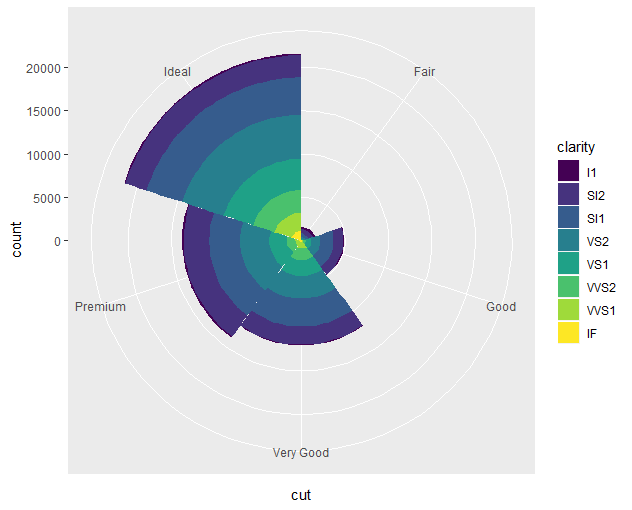 20000
15000
10000
5000
0
count
Ideal
Fair
Premium
Good
Very Good
cut
clarity
I1
SI2
SI1
VS2
VS1
VVS2
VVS1
IF